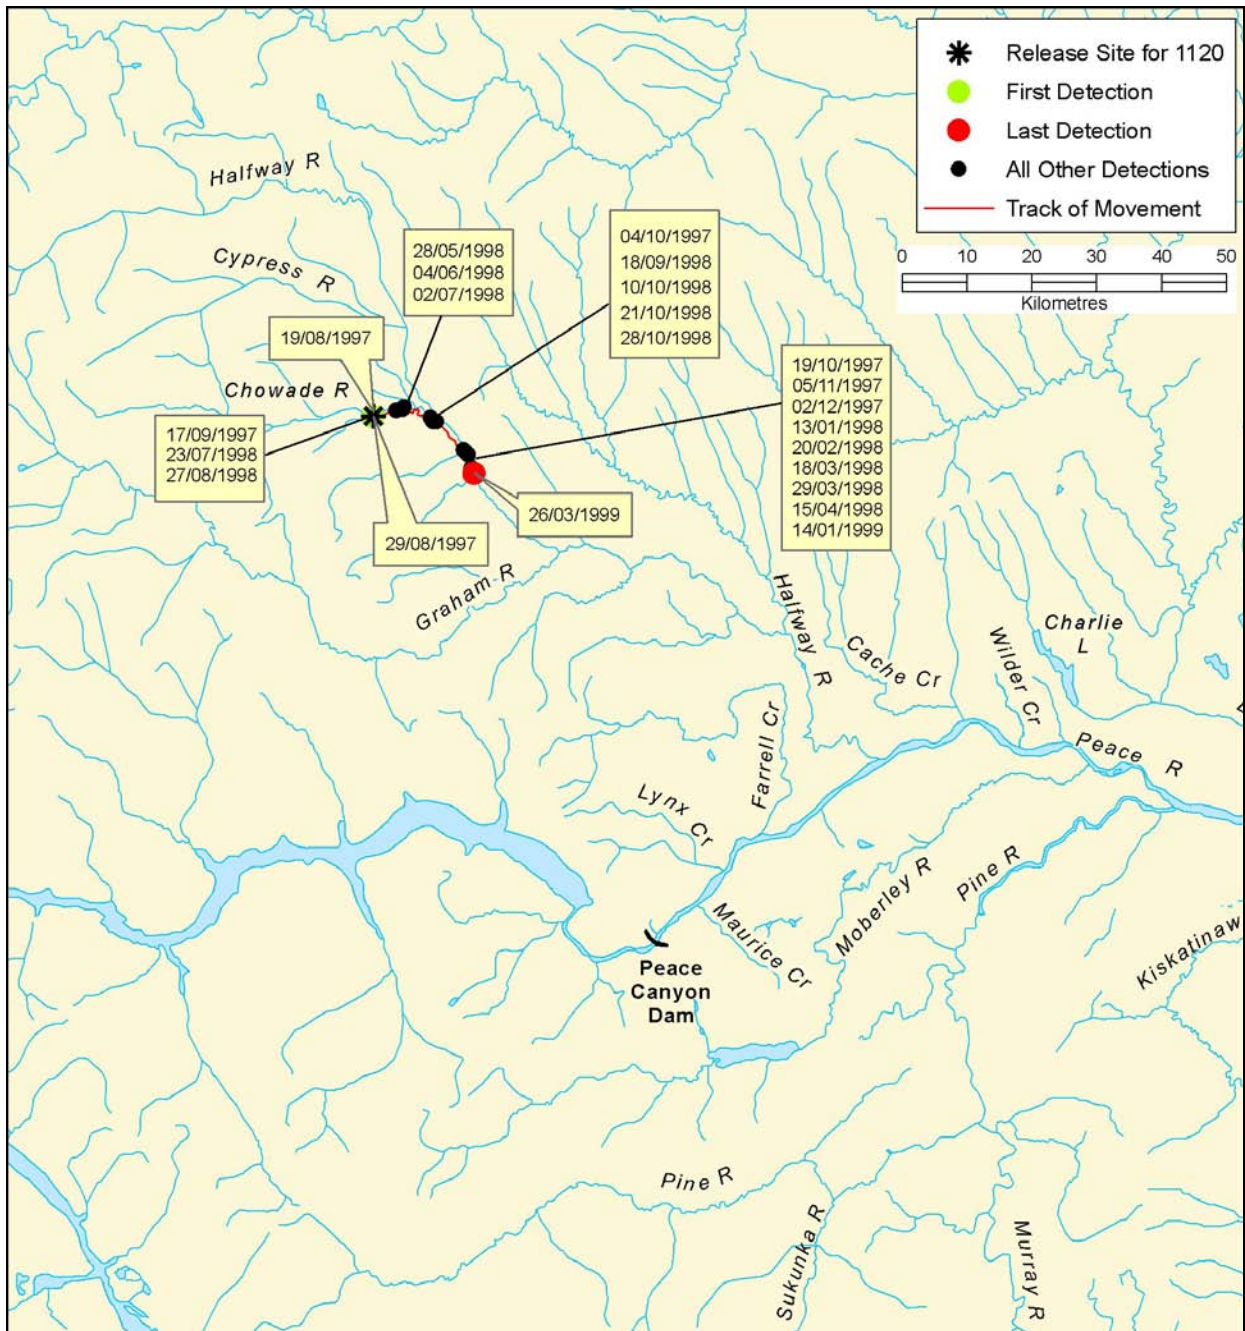 Release Site for 1120
First Detection
Last Detection
All Other Detections
Track of Movement
0 10 20 30 40 50
Kilometres
Halfway R
Cypress R
28/05/1998
04/06/1998
02/07/1998
04/10/1997
18/09/1998
10/10/1998
21/10/1998
28/10/1998
19/08/1997
Chowade R
19/10/1997
05/11/1997
02/12/1997
13/01/1998
20/02/1998
18/03/1998
29/03/1998
15/04/1998
14/01/1999
17/09/1997
23/07/1998
27/08/1998
26/03/1999
29/08/1997
Graham R
Halfway R
Cache Cr
Wilder Cr
Charlie
L
Peace R
Farrell Cr
Lynx Cr
Moberley R
Pine R
Maurice Cr
Kiskatinaw
Peace
Canyon
Dam
Pine R
Sukunka R
Murray R